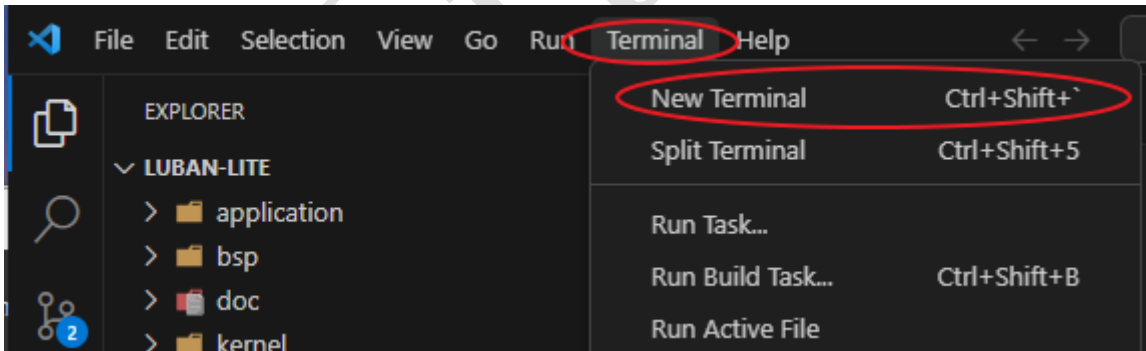 File Edit Selection View Go Run Terminal Help
EXPLORER
LUBAN-LITE
application
bsp
doc
kernel
2
New Terminal Ctrl+Shift+`
Split Terminal Ctrl+Shift+5
Run Task...
Run Build Task... Ctrl+Shift+B
Run Active File